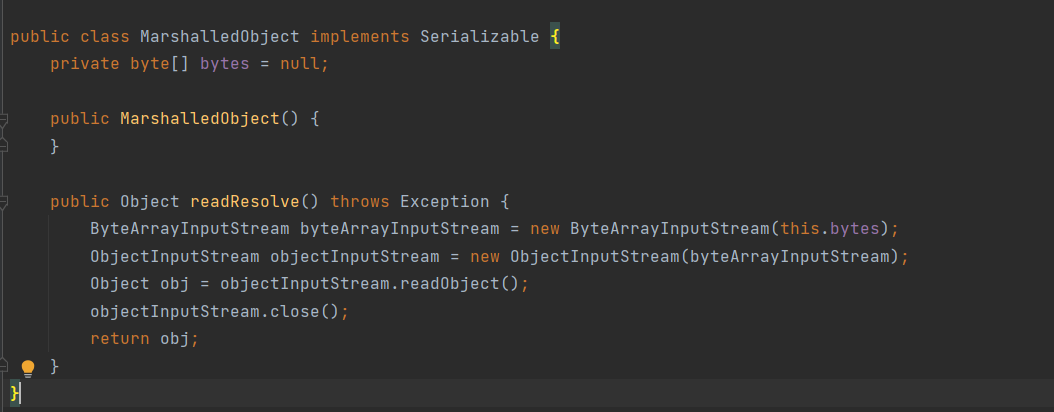 public class MarshalledObject implements Serializable {
private byte[] bytes = null;
public MarshalledObject() {
}
public Object readResolve() throws Exception {
ByteArrayInputStream byteArrayInputStream = new ByteArrayInputStream(this.bytes);
ObjectInputStream objectInputStream = new ObjectInputStream(byteArrayInputStream);
Object obj = objectInputStream.readObject();
objectInputStream.close();
return obj;
}
}